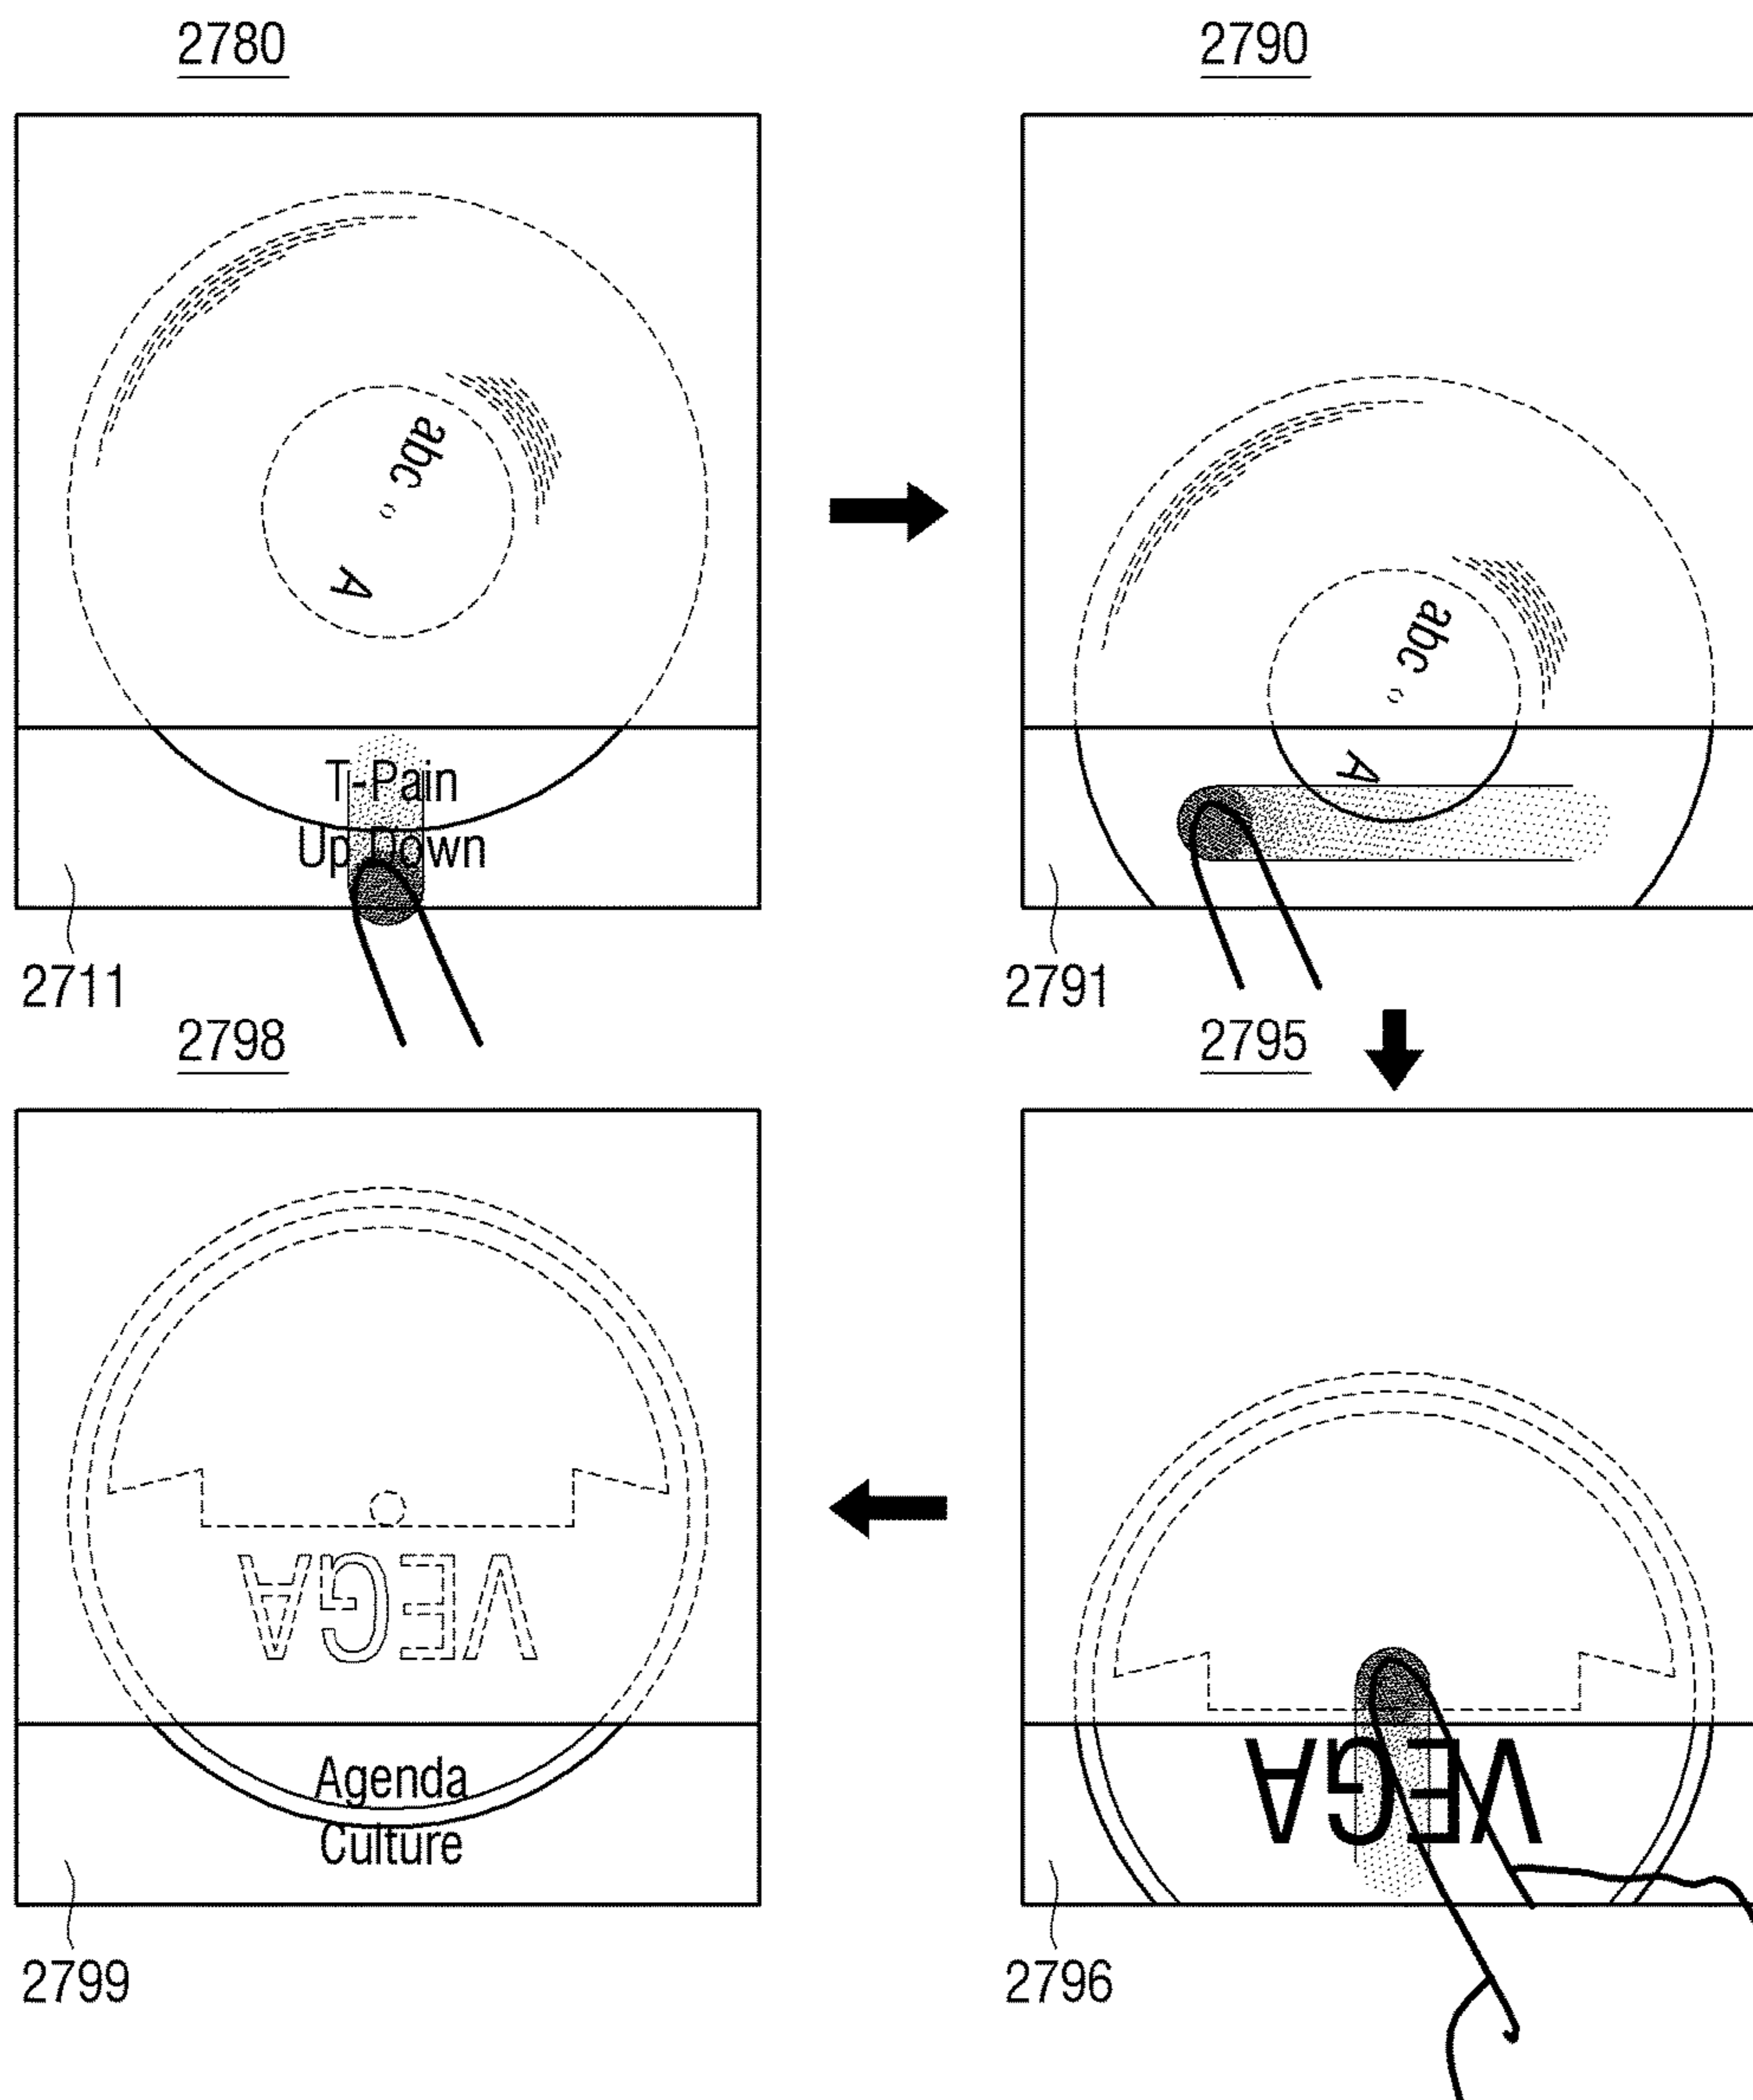 2780
2790
abc
A
T-Pain
Up Down
2711
abc
A
2791
2798
2795
VEGA
Agenda
Culture
2799
VEGA
2796